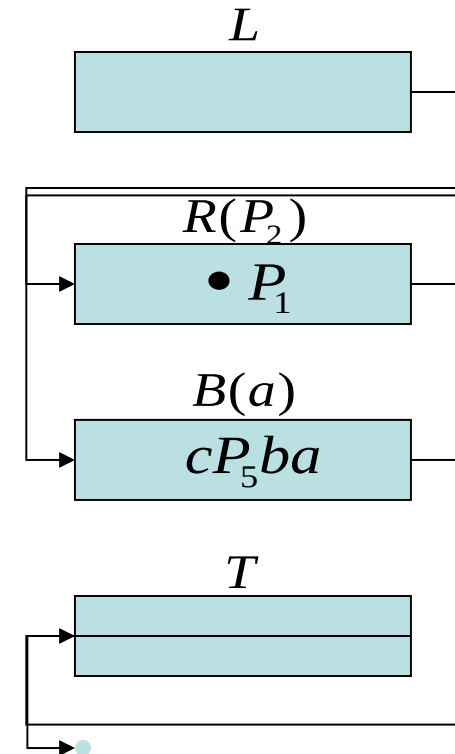 L
R(P₂)
• P₁
B(a)
cP₅ba
T